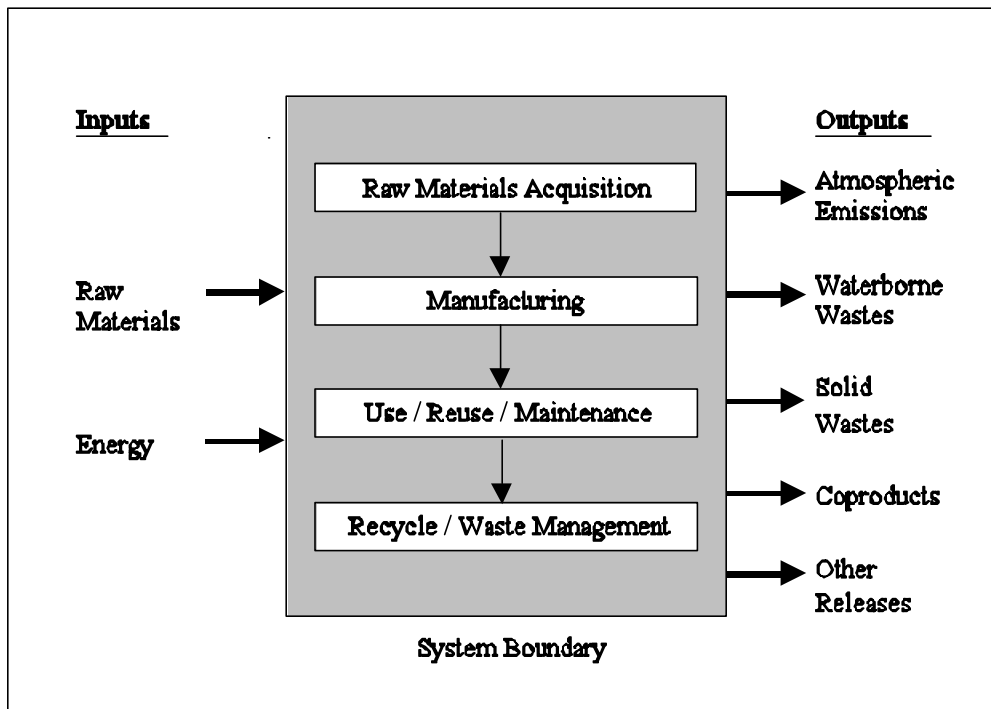 Inputs
Raw
Materials
Energy
Raw Materials Acquisition
Manufacturing
Use / Reuse / Maintenance
Recycle / Waste Management
System Boundary
Outputs
Atmospheric
Emissions
Waterborne
Wastes
Solid
Wastes
Coproducts
Other
Releases